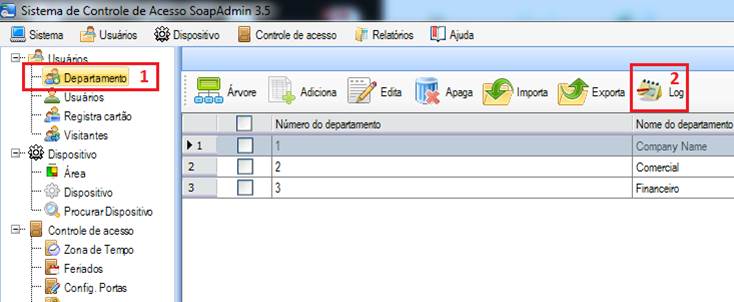 Sistema de Controle de Acesso SoapAdmin 3.5
Sistema Usuários Dispositivo Controle de acesso Relatórios Ajuda
Usuários
Departamento 1
Usuários
Registra cartão
Visitantes
Dispositivo
Área
Dispositivo
Procurar Dispositivo
Controle de acesso
Zona de Tempo
Feriados
Config. Portas
Árvore Adiciona Edita Apaga Importa Exporta Log 2
Número do departamento Nome do departamento
1 1 Company Name
2 2 Comercial
3 3 Financeiro